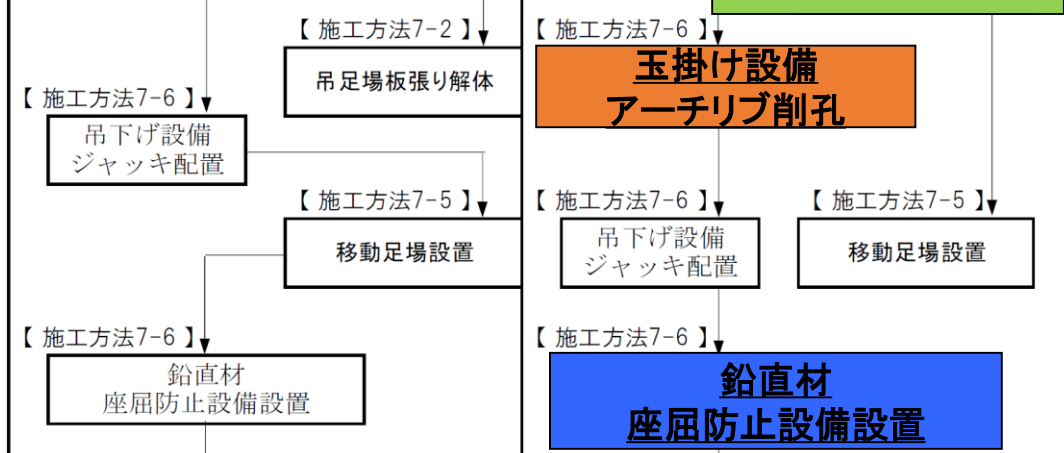 【 施工方法7-2 】
吊足場板張り解体
【 施工方法7-6 】
吊下げ設備
ジャッキ配置
【 施工方法7-5 】
移動足場設置
【 施工方法7-6 】
鉛直材
座屈防止設備設置
【 施工方法7-6 】
玉掛け設備
アーチリブ削孔
【 施工方法7-6 】
吊下げ設備
ジャッキ配置
【 施工方法7-5 】
移動足場設置
【 施工方法7-6 】
鉛直材
座屈防止設備設置